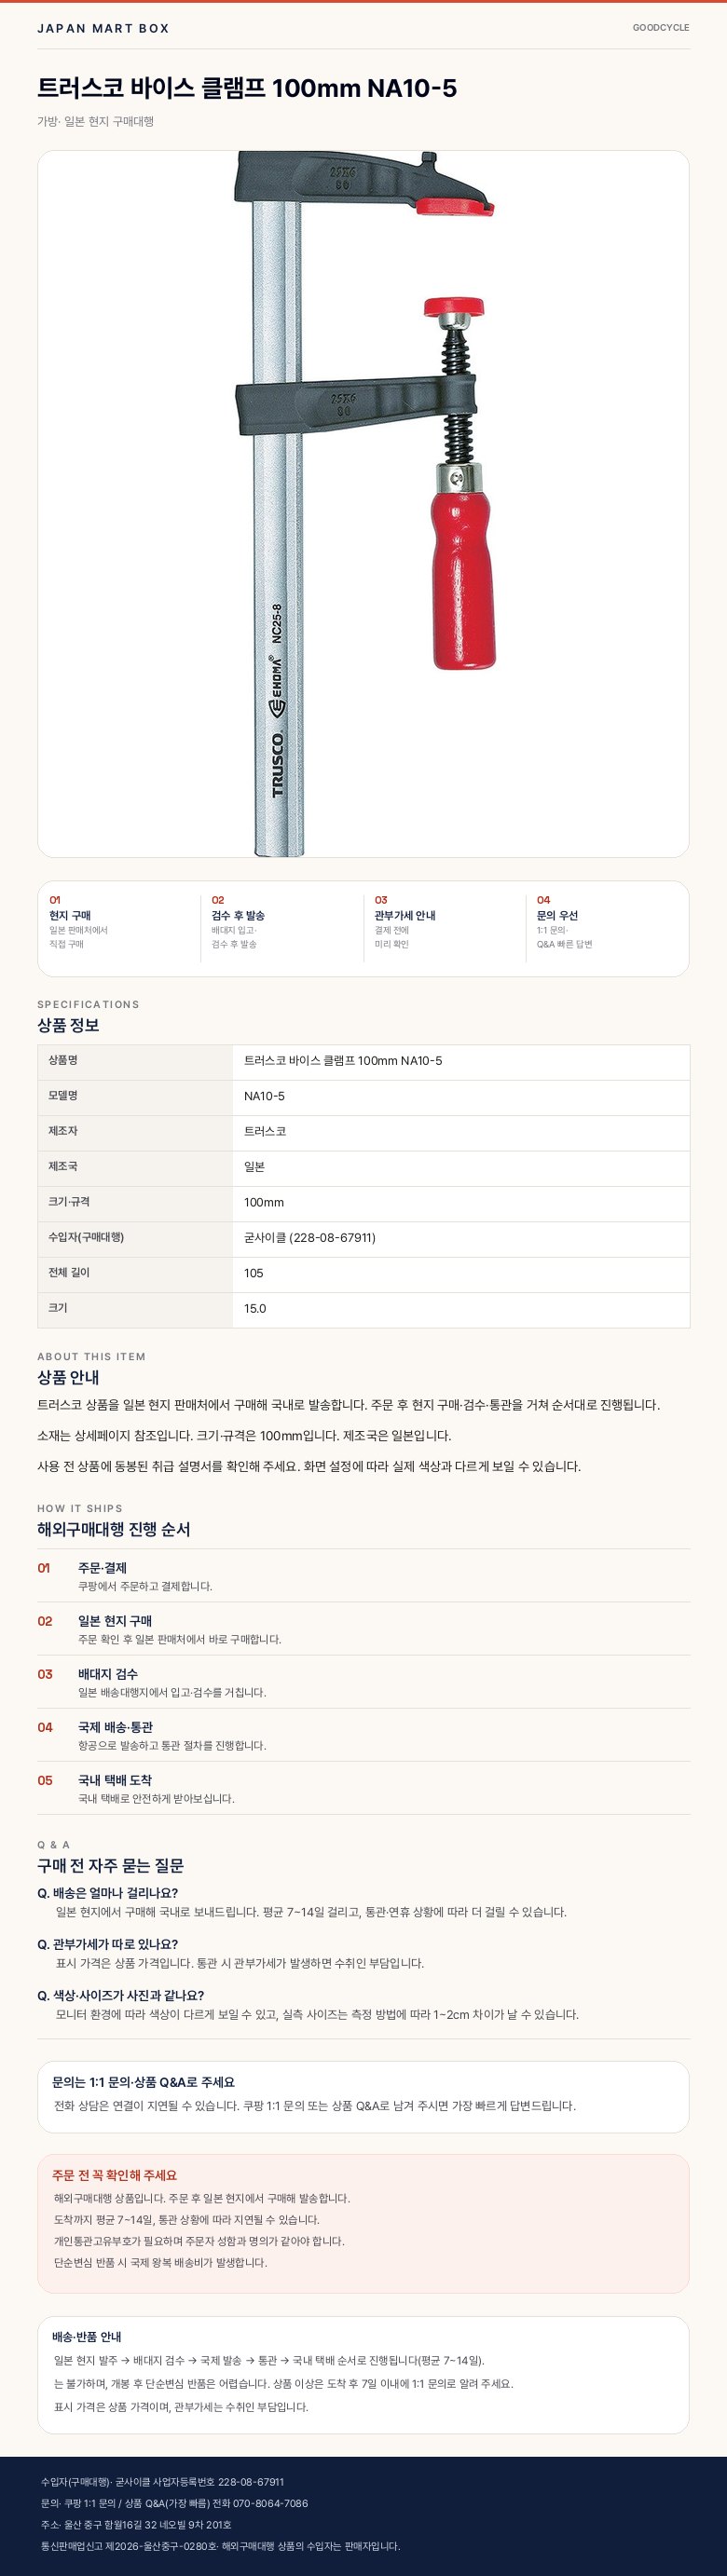 JAPAN MART BOX
GOODCYCLE
트러스코 바이스 클램프 100mm NA10-5
가방· 일본 현지 구매대행
25X6
80
25X6
80
TRUSCO EHOMA® NC25-8
01
현지 구매
일본 판매처에서
직접 구매
02
검수 후 발송
배대지 입고·
검수 후 발송
03
관부가세 안내
결제 전에
미리 확인
04
문의 우선
1:1 문의·
Q&A 빠른 답변
SPECIFICATIONS
상품 정보
상품명 트러스코 바이스 클램프 100mm NA10-5
모델명 NA10-5
제조자 트러스코
제조국 일본
크기·규격 100mm
수입자(구매대행) 굳사이클 (228-08-67911)
전체 길이 105
크기 15.0
ABOUT THIS ITEM
상품 안내
트러스코 상품을 일본 현지 판매처에서 구매해 국내로 발송합니다. 주문 후 현지 구매·검수·통관을 거쳐 순서대로 진행됩니다.
소재는 상세페이지 참조입니다. 크기·규격은 100mm입니다. 제조국은 일본입니다.
사용 전 상품에 동봉된 취급 설명서를 확인해 주세요. 화면 설정에 따라 실제 색상과 다르게 보일 수 있습니다.
HOW IT SHIPS
해외구매대행 진행 순서
01 주문·결제
쿠팡에서 주문하고 결제합니다.
02 일본 현지 구매
주문 확인 후 일본 판매처에서 바로 구매합니다.
03 배대지 검수
일본 배송대행지에서 입고·검수를 거칩니다.
04 국제 배송·통관
항공으로 발송하고 통관 절차를 진행합니다.
05 국내 택배 도착
국내 택배로 안전하게 받아보십니다.
Q & A
구매 전 자주 묻는 질문
Q. 배송은 얼마나 걸리나요?
일본 현지에서 구매해 국내로 보내드립니다. 평균 7~14일 걸리고, 통관·연휴 상황에 따라 더 걸릴 수 있습니다.
Q. 관부가세가 따로 있나요?
표시 가격은 상품 가격입니다. 통관 시 관부가세가 발생하면 수취인 부담입니다.
Q. 색상·사이즈가 사진과 같나요?
모니터 환경에 따라 색상이 다르게 보일 수 있고, 실측 사이즈는 측정 방법에 따라 1~2cm 차이가 날 수 있습니다.
문의는 1:1 문의·상품 Q&A로 주세요
전화 상담은 연결이 지연될 수 있습니다. 쿠팡 1:1 문의 또는 상품 Q&A로 남겨 주시면 가장 빠르게 답변드립니다.
주문 전 꼭 확인해 주세요
해외구매대행 상품입니다. 주문 후 일본 현지에서 구매해 발송합니다.
도착까지 평균 7~14일, 통관 상황에 따라 지연될 수 있습니다.
개인통관고유부호가 필요하며 주문자 성함과 명의가 같아야 합니다.
단순변심 반품 시 국제 왕복 배송비가 발생합니다.
배송·반품 안내
일본 현지 발주 → 배대지 검수 → 국제 발송 → 통관 → 국내 택배 순서로 진행됩니다(평균 7~14일).
는 불가하며, 개봉 후 단순변심 반품은 어렵습니다. 상품 이상은 도착 후 7일 이내에 1:1 문의로 알려 주세요.
표시 가격은 상품 가격이며, 관부가세는 수취인 부담입니다.
수입자(구매대행)· 굳사이클 사업자등록번호 228-08-67911
문의· 쿠팡 1:1 문의 / 상품 Q&A(가장 빠름) 전화 070-8064-7086
주소· 울산 중구 함월16길 32 네오빌 9차 201호
통신판매업신고 제2026-울산중구-0280호· 해외구매대행 상품의 수입자는 판매자입니다.